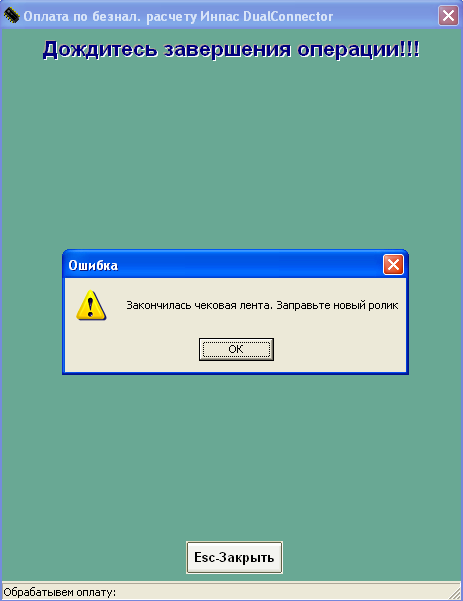 Оплата по безнал. расчету Инпас DualConnector
Дождитесь завершения операции!!!
Ошибка
Закончилась чековая лента. Заправьте новый ролик
OK
Esc-Закрыть
Обрабатывем оплату: